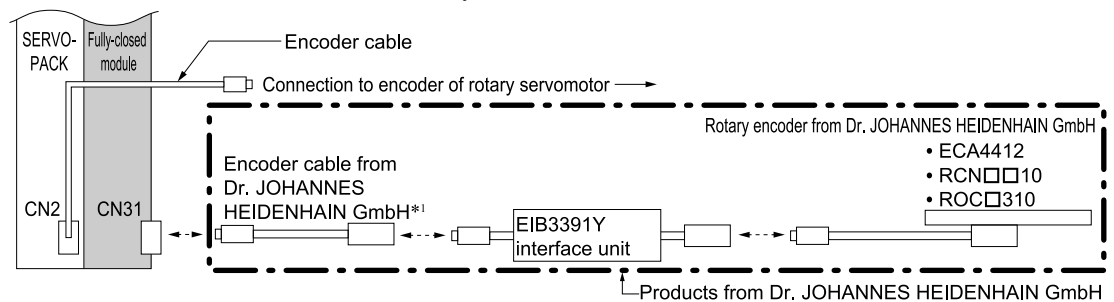 SERVO-
PACK
Fully-closed
module
Encoder cable
Connection to encoder of rotary servomotor
Rotary encoder from Dr. JOHANNES HEIDENHAIN GmbH
• ECA4412
• RCN□□10
• ROC□310
Encoder cable from
Dr. JOHANNES
HEIDENHAIN GmbH*1
CN2
CN31
EIB3391Y
interface unit
Products from Dr. JOHANNES HEIDENHAIN GmbH